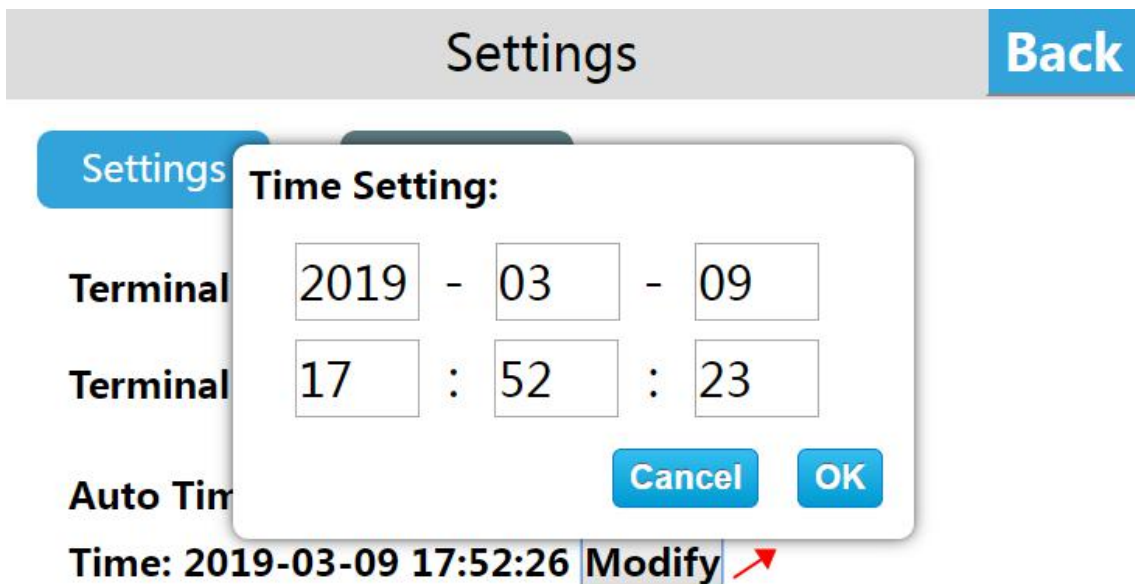 Settings
Back
Settings
Time Setting:
2019 - 03 - 09
17 : 52 : 23
Cancel OK
Terminal
Terminal
Auto Tim
Time: 2019-03-09 17:52:26 Modify